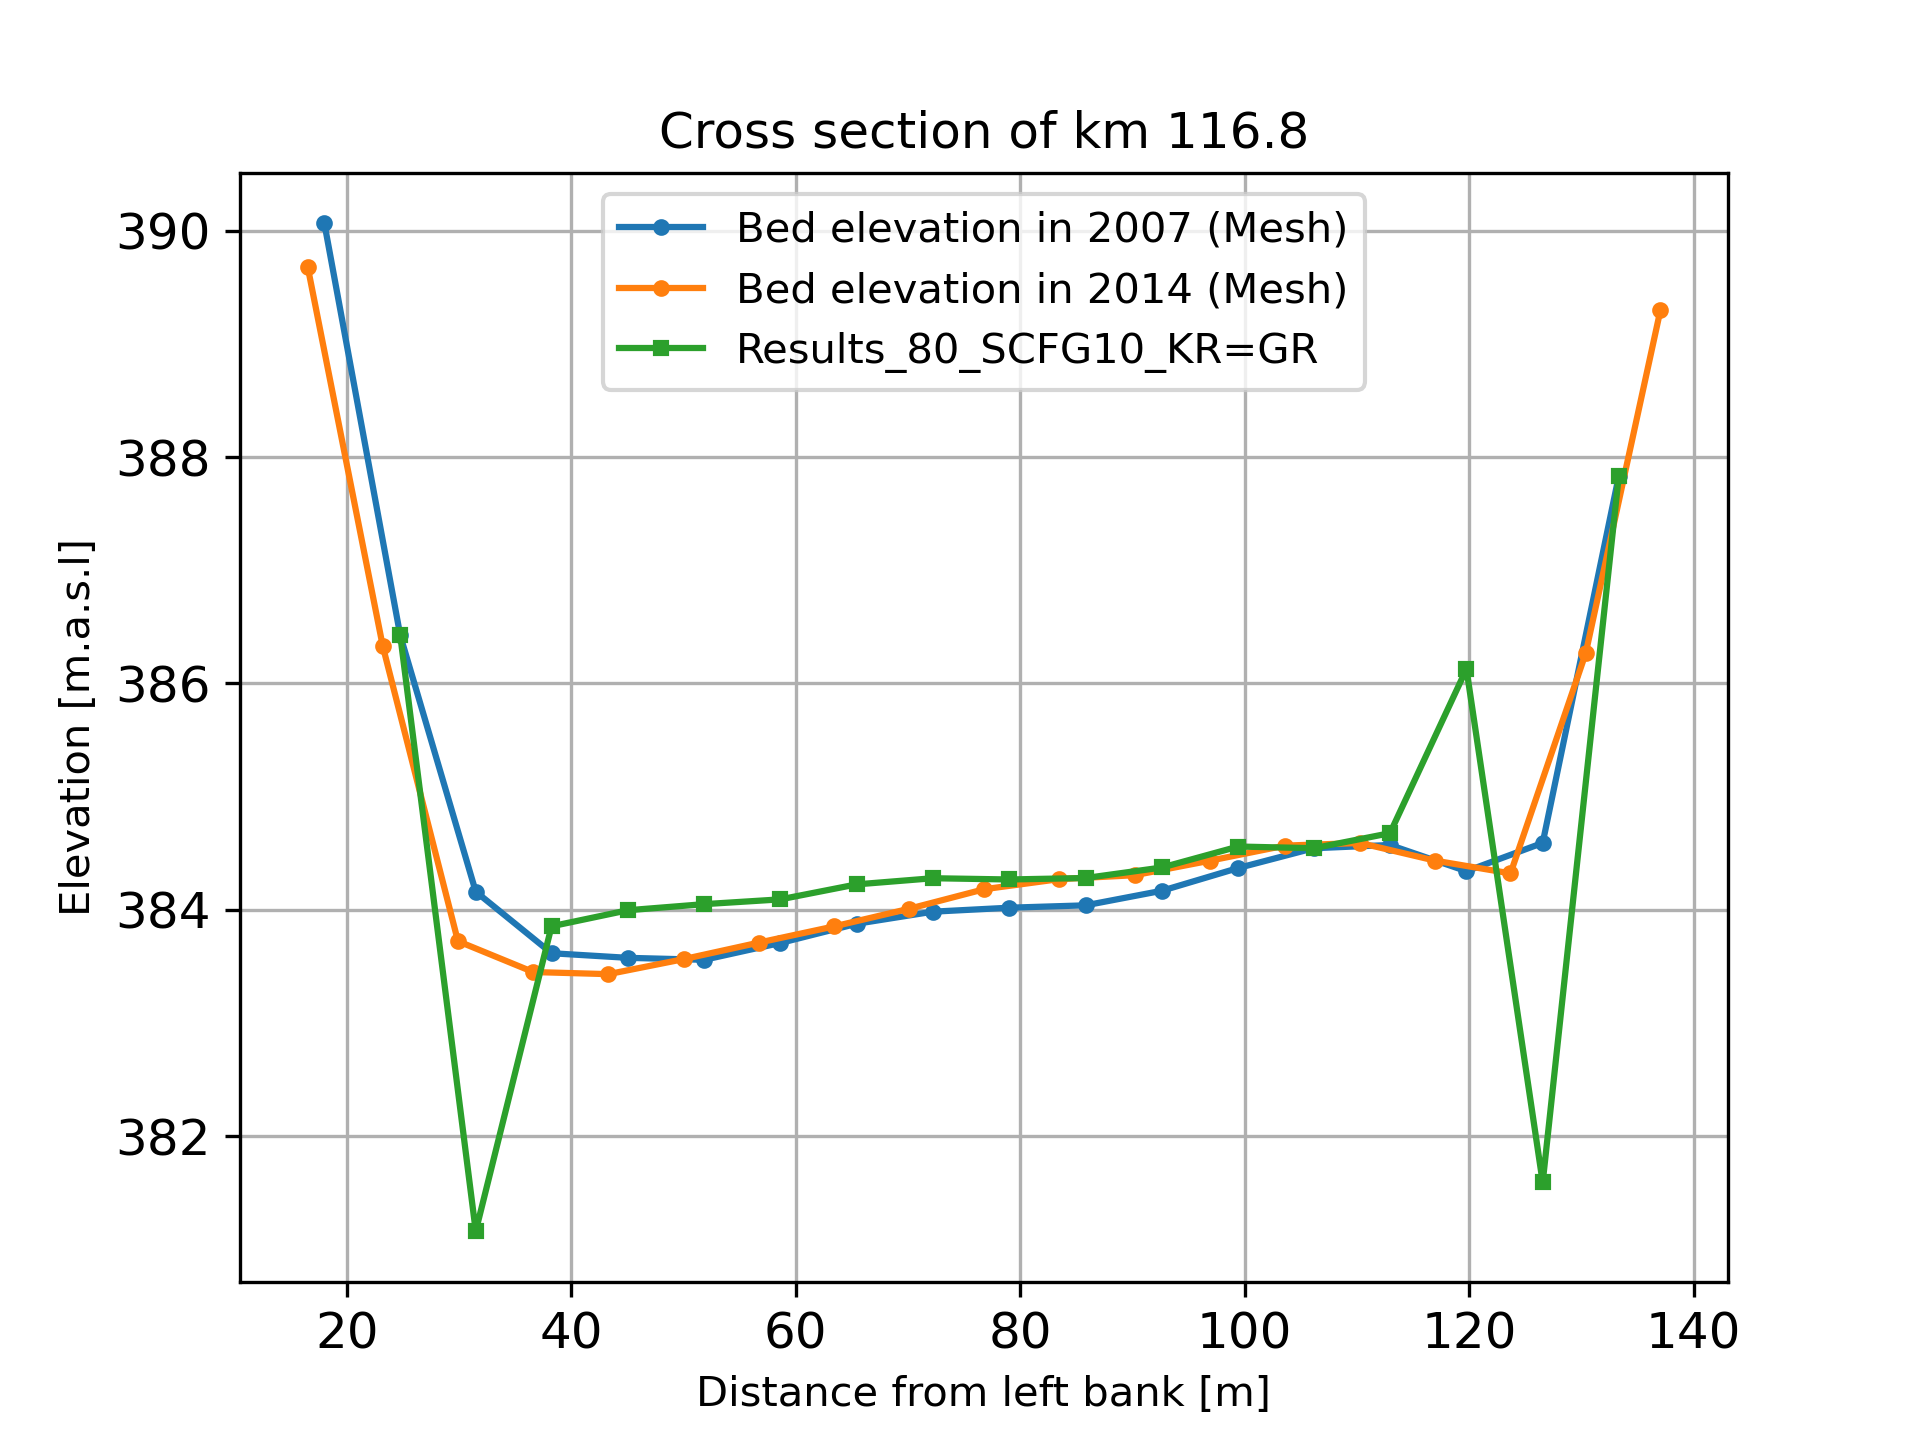 Cross section of km 116.8
Bed elevation in 2007 (Mesh)
Bed elevation in 2014 (Mesh)
Results_80_SCFG10_KR=GR
Elevation [m.a.s.l]
390
388
386
384
382
20 40 60 80 100 120 140
Distance from left bank [m]